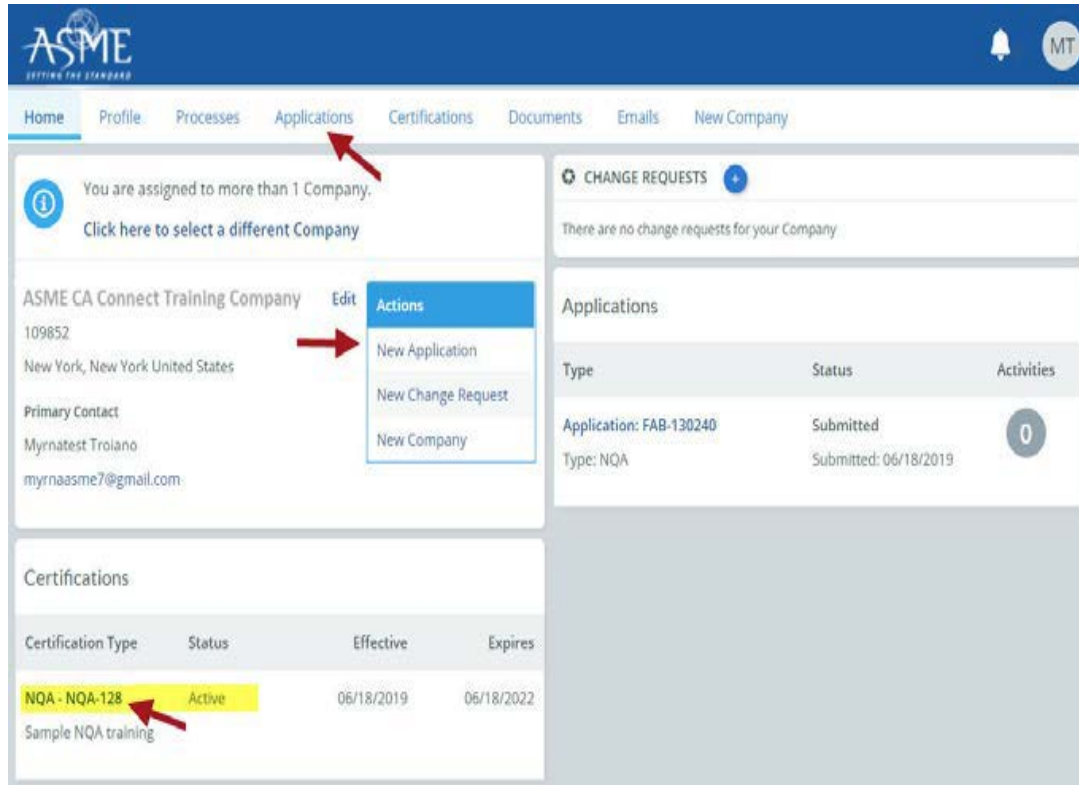 ASME
SETTING THE STANDARD
MT
Home Profile Processes Applications Certifications Documents Emails New Company
You are assigned to more than 1 Company.
Click here to select a different Company
CHANGE REQUESTS +
There are no change requests for your Company
ASME CA Connect Training Company Edit
109852
New York, New York United States
Primary Contact
Myrnatest Troiano
myrnaasme7@gmail.com
Actions
New Application
New Change Request
New Company
Applications
Type Status Activities
Application: FAB-130240 Submitted 0
Type: NQA Submitted: 06/18/2019
Certifications
Certification Type Status Effective Expires
NQA - NQA-128 Active 06/18/2019 06/18/2022
Sample NQA training